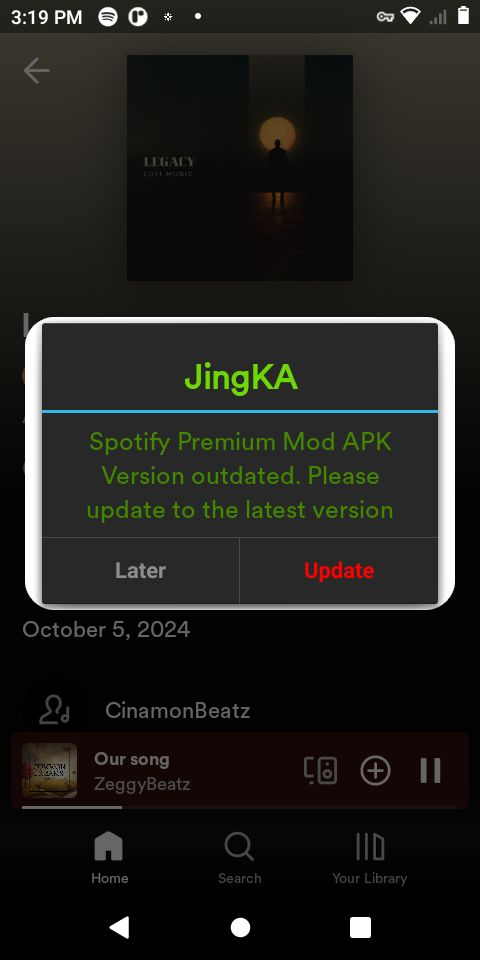 3:19 PM
LEGACY
LOFI MUSIC
L
JingKA
Spotify Premium Mod APK
Version outdated. Please
update to the latest version
Later
Update
October 5, 2024
CinamonBeatz
Our song
ZeggyBeatz
Home
Search
Your Library